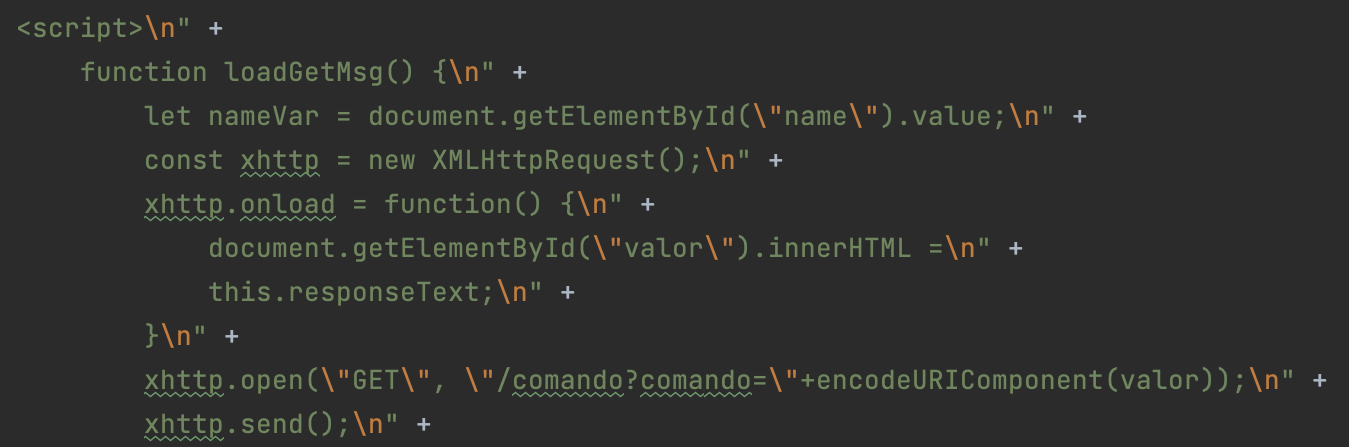 <script>\n" +
    function loadGetMsg() {\n" +
        let nameVar = document.getElementById(\"name\").value;\n" +
        const xhttp = new XMLHttpRequest();\n" +
        xhttp.onload = function() {\n" +
            document.getElementById(\"valor\").innerHTML =\n" +
            this.responseText;\n" +
        }\n" +
        xhttp.open(\"GET\", \"/comando?comando=\"+encodeURIComponent(valor));\n" +
        xhttp.send();\n" +